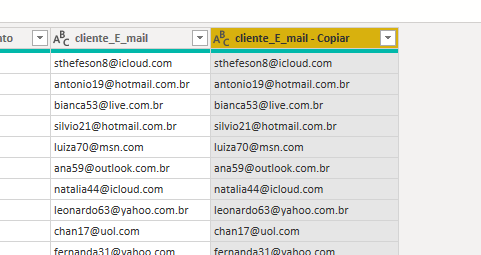 nto cliente_E_mail cliente_E_mail - Copiar
sthefeson8@icloud.com sthefeson8@icloud.com
antonio19@hotmail.com.br antonio19@hotmail.com.br
bianca53@live.com.br bianca53@live.com.br
silvio21@hotmail.com.br silvio21@hotmail.com.br
luiza70@msn.com luiza70@msn.com
ana59@outlook.com.br ana59@outlook.com.br
natalia44@icloud.com natalia44@icloud.com
leonardo63@yahoo.com.br leonardo63@yahoo.com.br
chan17@uol.com chan17@uol.com
fernanda31@yahoo.com fernanda31@yahoo.com